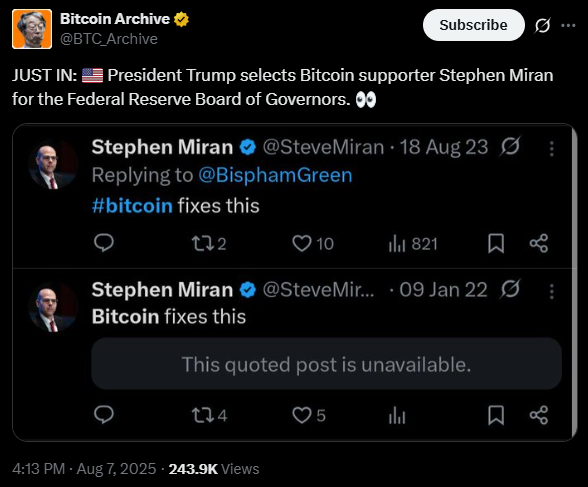 Bitcoin Archive
@BTC_Archive
Subscribe
JUST IN: 🇺🇸 President Trump selects Bitcoin supporter Stephen Miran
for the Federal Reserve Board of Governors. 👀
Stephen Miran @SteveMiran · 18 Aug 23
Replying to @BisphamGreen
#bitcoin fixes this
2 10 821
Stephen Miran @SteveMir... · 09 Jan 22
Bitcoin fixes this
This quoted post is unavailable.
4 5
4:13 PM · Aug 7, 2025 · 243.9K Views